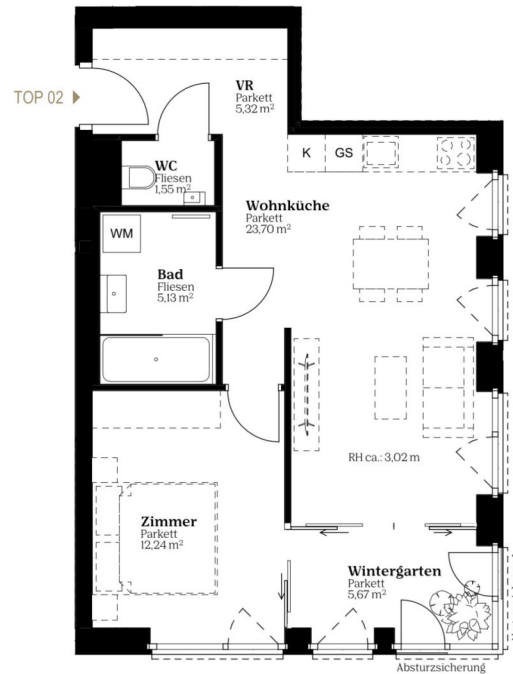 TOP 02
VR
Parkett
5,32 m²
WC
Fliesen
1,55 m²
K
GS
Wohnküche
Parkett
23,70 m²
WM
Bad
Fliesen
5,13 m²
RH ca.: 3,02 m
Zimmer
Parkett
12,24 m²
Wintergarten
Parkett
5,67 m²
Absturzsicherung